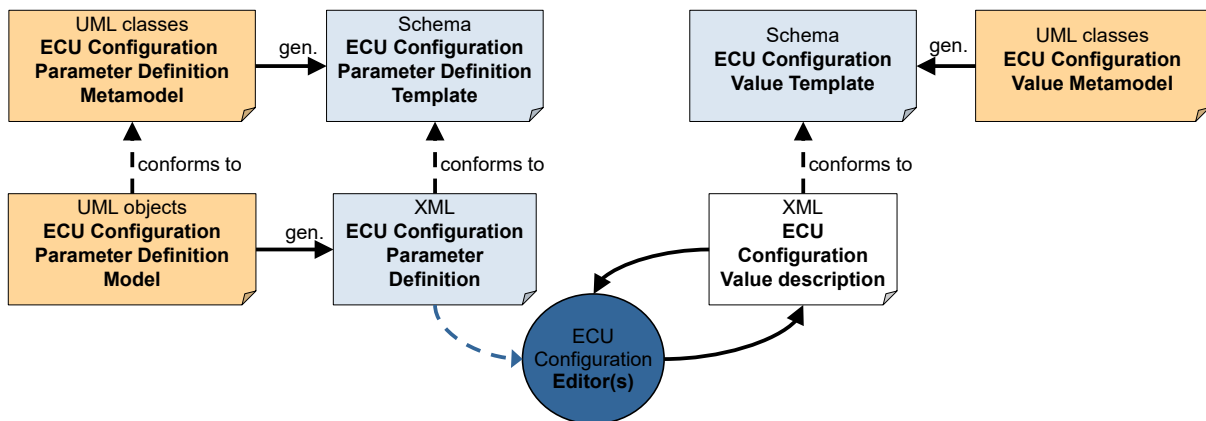 UML classes
ECU Configuration
Parameter Definition
Metamodel
gen.
Schema
ECU Configuration
Parameter Definition
Template
Schema
ECU Configuration
Value Template
gen.
UML classes
ECU Configuration
Value Metamodel
conforms to
conforms to
conforms to
UML objects
ECU Configuration
Parameter Definition
Model
gen.
XML
ECU Configuration
Parameter
Definition
XML
ECU
Configuration
Value description
ECU
Configuration
Editor(s)